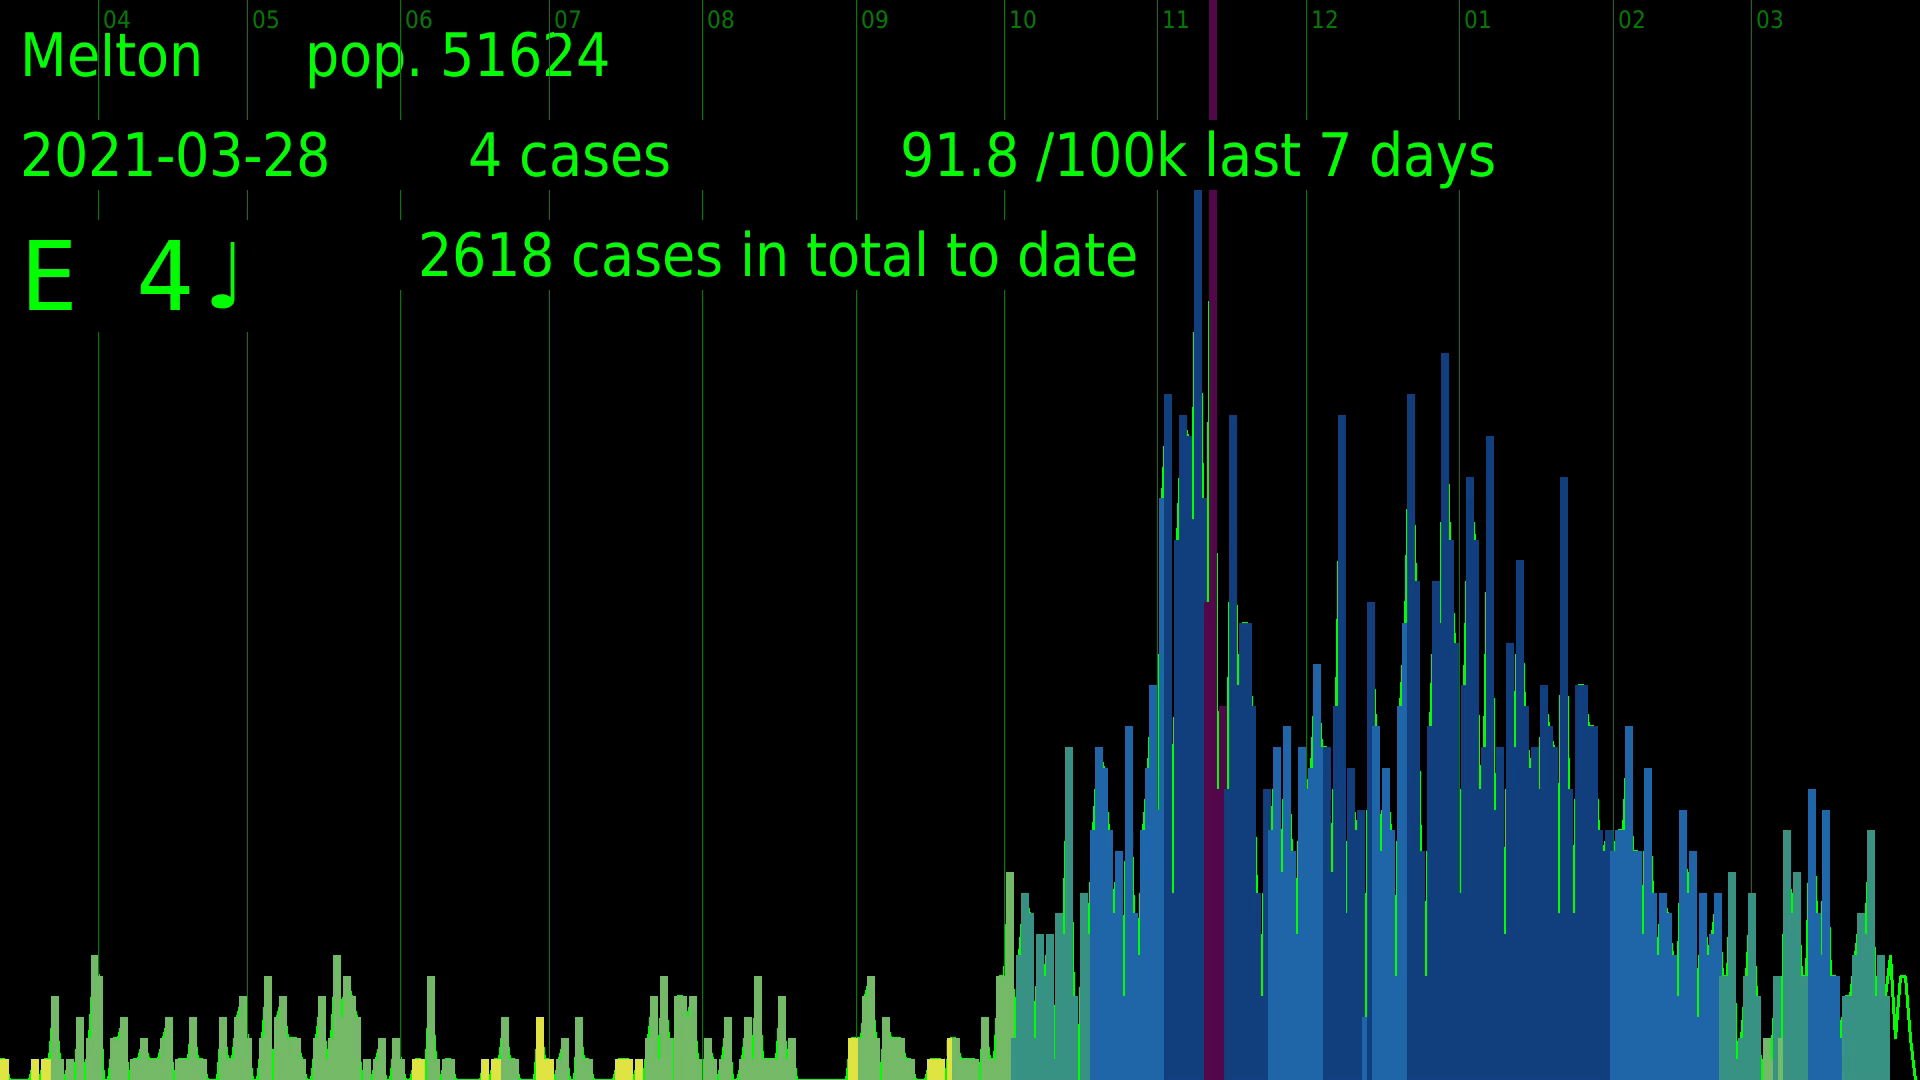 04 05 06 07 08 09 10 11 12 01 02 03
Melton pop. 51624
2021-03-28 4 cases 91.8 /100k last 7 days
E 4♩ 2618 cases in total to date